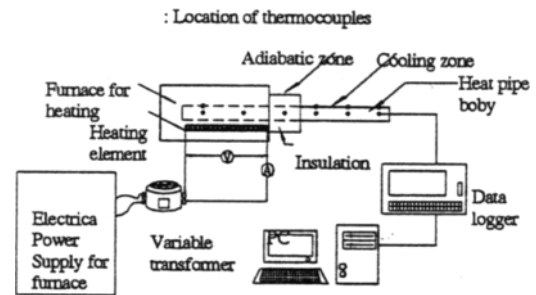 : Location of thermocouples
Adiabatic zone
Cooling zone
Furnace for
heating
Heat pipe
boby
Heating
element
V
A
Insulation
Electrica
Power
Supply for
furnace
Variable
transformer
PC
Data
logger